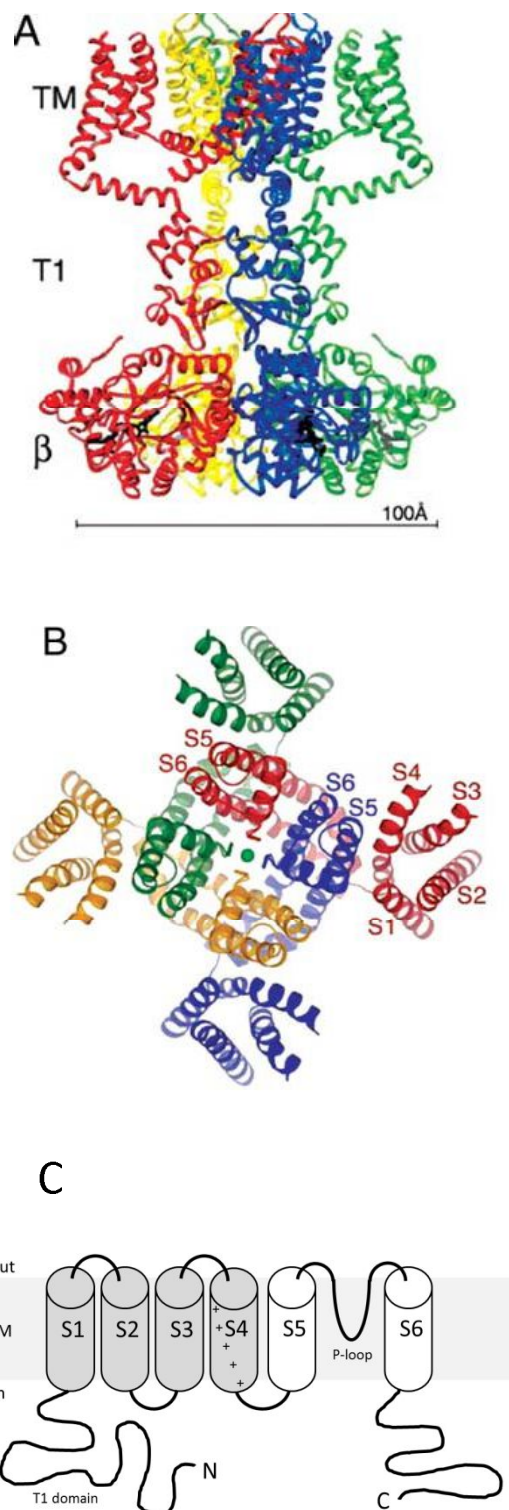 A
TM
T1
β
100Å
B
S5
S6
S6
S5
S4
S3
S2
S1
C
ut
M
n
S1
S2
S3
S4
S5
S6
+
+
+
+
+
P-loop
T1 domain
N
C